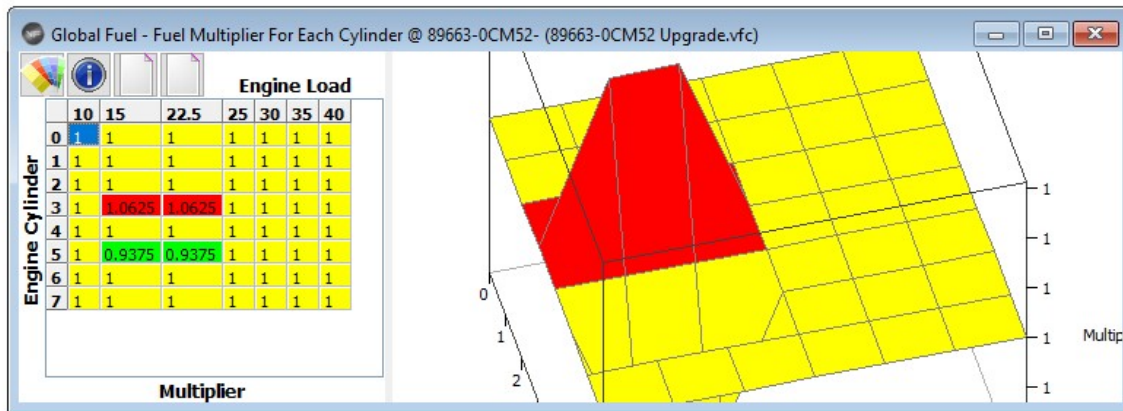 Global Fuel - Fuel Multiplier For Each Cylinder @ 89663-0CM52- (89663-0CM52 Upgrade.vfc)
Engine Load
10 15 22.5 25 30 35 40
0 1 1 1 1 1 1 1
1 1 1 1 1 1 1 1
2 1 1 1 1 1 1 1
3 1 1.0625 1.0625 1 1 1 1
4 1 1 1 1 1 1 1
5 1 0.9375 0.9375 1 1 1 1
6 1 1 1 1 1 1 1
7 1 1 1 1 1 1 1
Engine Cylinder
Multiplier
0
1
2
1
1
1
1
1
Multip